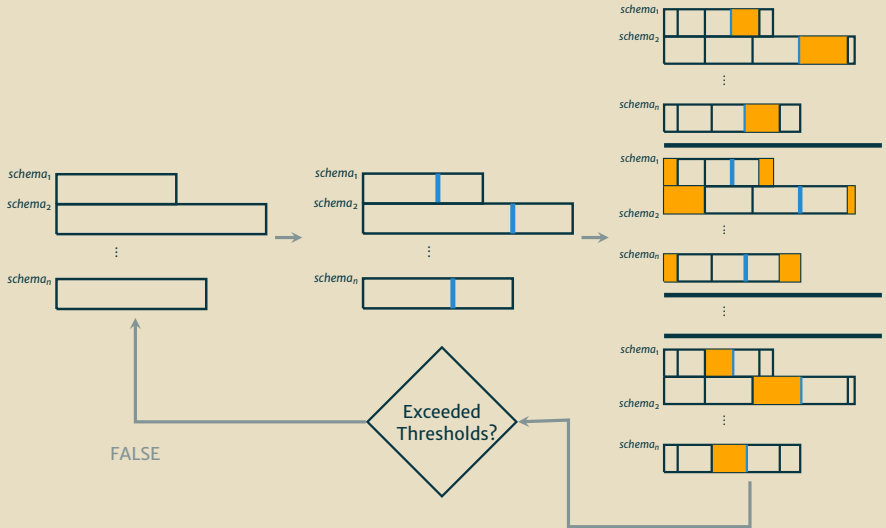 schema₁
schema₂
⋮
schemaₙ
schema₁
schema₂
⋮
schemaₙ
schema₁
schema₂
⋮
schemaₙ
schema₁
schema₂
⋮
schemaₙ
⋮
schema₁
schema₂
⋮
schemaₙ
Exceeded
Thresholds?
FALSE